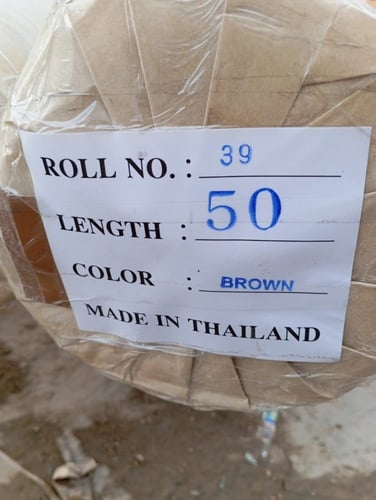 ROLL NO. : 39
LENGTH : 50
COLOR : BROWN
MADE IN THAILAND